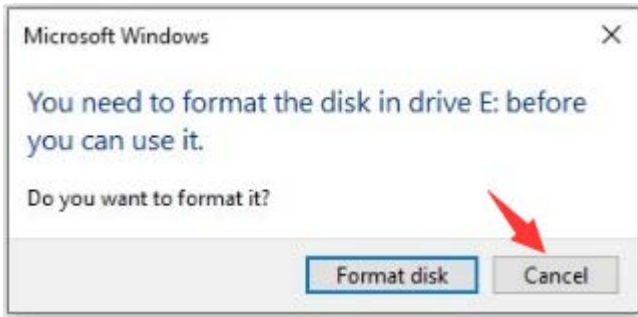 Microsoft Windows
You need to format the disk in drive E: before
you can use it.
Do you want to format it?
Format disk Cancel